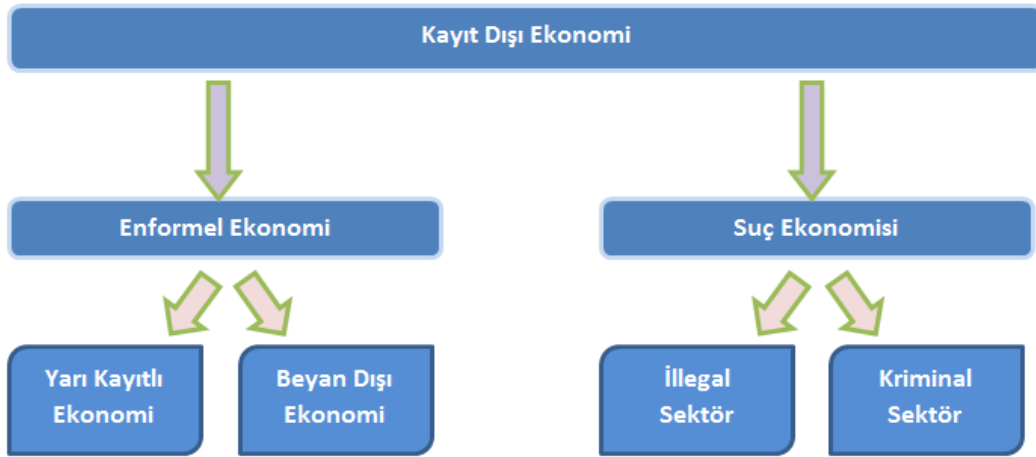 Kayıt Dışı Ekonomi
Enformel Ekonomi
Suç Ekonomisi
Yarı Kayıtlı
Ekonomi
Beyan Dışı
Ekonomi
İllegal
Sektör
Kriminal
Sektör